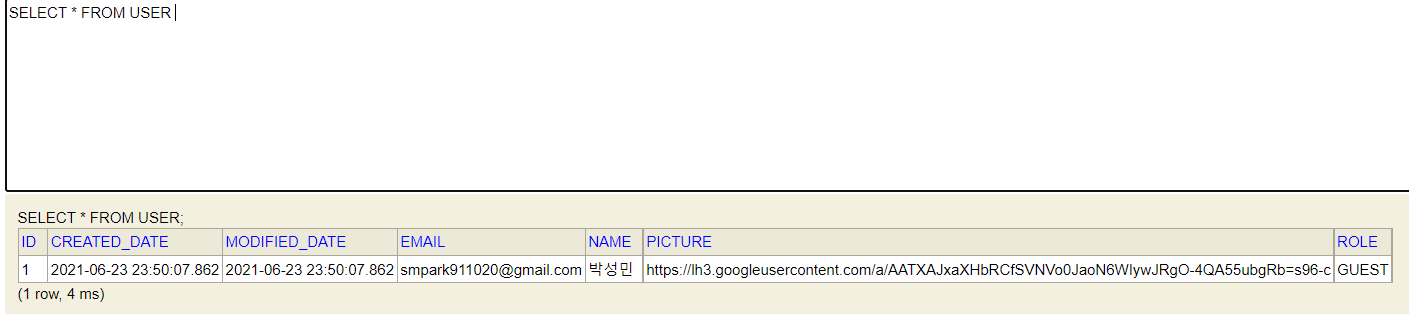 SELECT * FROM USER
SELECT * FROM USER;
ID CREATED_DATE MODIFIED_DATE EMAIL NAME PICTURE ROLE
1 2021-06-23 23:50:07.862 2021-06-23 23:50:07.862 smpark911020@gmail.com 박성민 https://lh3.googleusercontent.com/a/AATXAJxaXHbRCfSVNVo0JaoN6WIywJRgO-4QA55ubgRb=s96-c GUEST
(1 row, 4 ms)